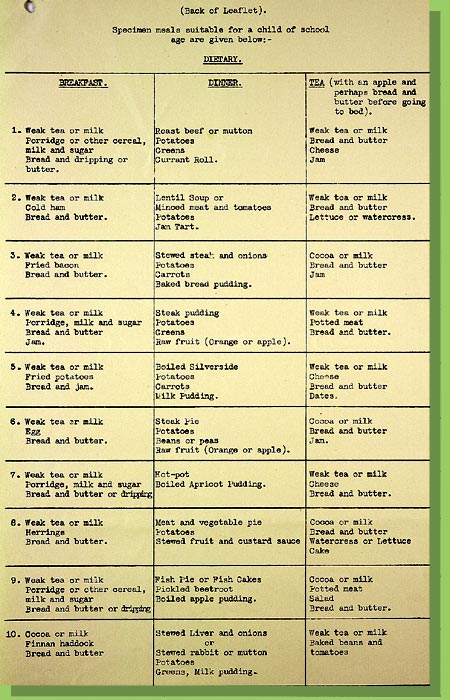 (Back of Leaflet).
Specimen meals suitable for a child of school
age are given below:-
DIETARY.
BREAKFAST.
DINNER.
TEA (with an apple and
perhaps bread and
butter before going
to bed).
1. Weak tea or milk
Porridge or other cereal,
milk and sugar
Bread and dripping or
butter.
Roast beef or mutton
Potatoes
Greens
Currant Roll.
Weak tea or milk
Bread and butter
Cheese
Jam
2. Weak tea or milk
Cold ham
Bread and butter.
Lentil Soup or
Minced meat and tomatoes
Potatoes
Jam Tart.
Weak tea or milk
Bread and butter
Lettuce or watercress.
3. Weak tea or milk
Fried bacon
Bread and butter.
Stewed steak and onions
Potatoes
Carrots
Baked bread pudding.
Cocoa or milk
Bread and butter
Jam
4. Weak tea or milk
Porridge, milk and sugar
Bread and butter
Jam.
Steak pudding
Potatoes
Greens
Raw fruit (Orange or apple).
Weak tea or milk
Potted meat
Bread and butter.
5. Weak tea or milk
Fried potatoes
Bread and jam.
Boiled Silverside
Potatoes
Carrots
Milk Pudding.
Weak tea or milk
Cheese
Bread and butter
Dates.
6. Weak tea or milk
Egg
Bread and butter.
Steak Pie
Potatoes
Beans or peas
Raw fruit (Orange or apple).
Cocoa or milk
Bread and butter
Jam.
7. Weak tea or milk
Porridge, milk and sugar
Bread and butter or dripping
Hot-pot
Boiled Apricot Pudding.
Weak tea or milk
Cheese
Bread and butter.
8. Weak tea or milk
Herrings
Bread and butter.
Meat and vegetable pie
Potatoes
Stewed fruit and custard sauce
Cocoa or milk
Bread and butter
Watercress or Lettuce
Cake
9. Weak tea or milk
Porridge or other cereal,
milk and sugar
Bread and butter or dripping
Fish Pie or Fish Cakes
Pickled beetroot
Boiled apple pudding.
Cocoa or milk
Potted meat
Salad
Bread and butter.
10. Cocoa or milk
Finnan haddock
Bread and butter
Stewed Liver and onions
or
Stewed rabbit or mutton
Potatoes
Greens, Milk pudding.
Weak tea or milk
Baked beans and
tomatoes